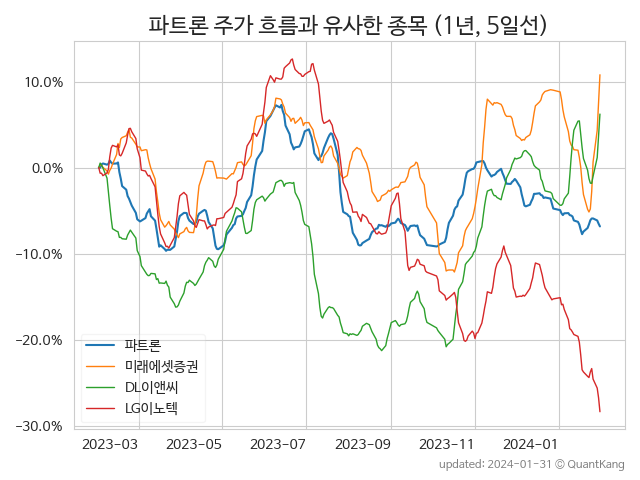 파트론 주가 흐름과 유사한 종목 (1년, 5일선)
10.0%
0.0%
−10.0%
−20.0%
−30.0%
파트론
미래에셋증권
DL이앤씨
LG이노텍
2023-03 2023-05 2023-07 2023-09 2023-11 2024-01
updated: 2024-01-31 © QuantKang